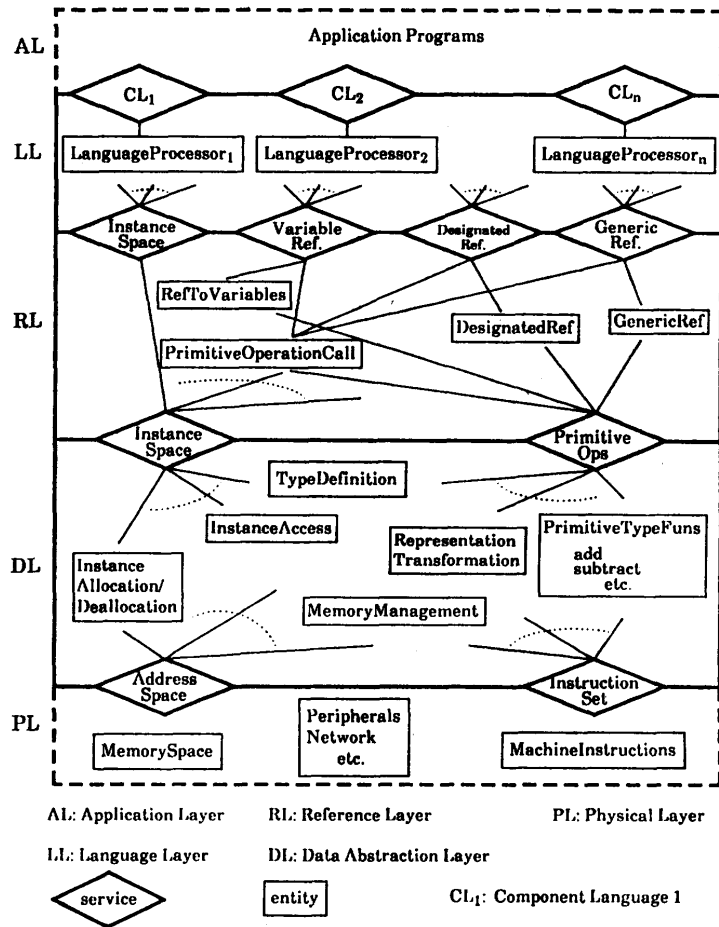 AL
Application Programs
CL₁
CL₂
CLₙ
LL
LanguageProcessor₁
LanguageProcessor₂
LanguageProcessorₙ
Instance
Space
Variable
Ref.
Designated
Ref.
Generic
Ref.
RefToVariables
RL
DesignatedRef
GenericRef
PrimitiveOperationCall
Instance
Space
Primitive
Ops
TypeDefinition
InstanceAccess
Representation
Transformation
PrimitiveTypeFuns
add
subtract
etc.
DL
Instance
Allocation/
Deallocation
MemoryManagement
Address
Space
Instruction
Set
PL
Peripherals
Network
etc.
MemorySpace
MachineInstructions
AL: Application Layer
RL: Reference Layer
PL: Physical Layer
LL: Language Layer
DL: Data Abstraction Layer
service
entity
CL₁: Component Language 1